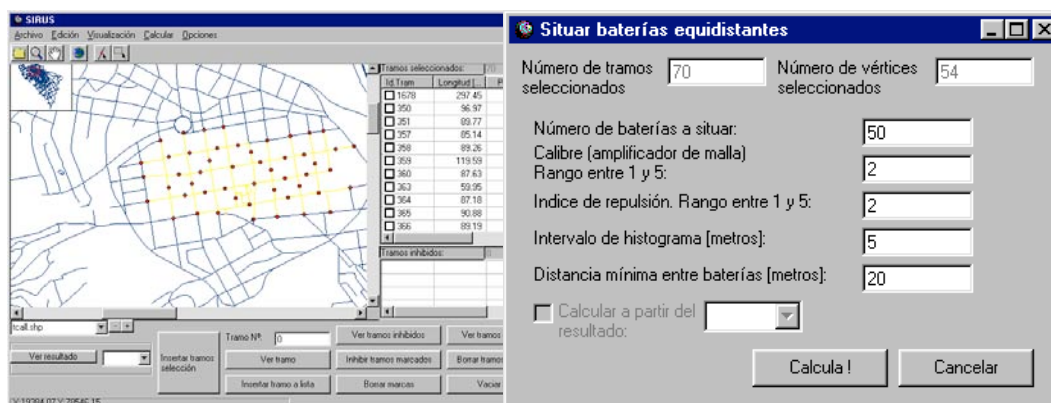 SIRUS
Archivo Edición Visualización Calcular Opciones
Tramos seleccionados: 70
Id.Tram Longitud [
1678 297.45
350 96.97
351 89.77
357 85.14
358 89.26
359 119.59
360 87.63
363 59.95
364 87.18
365 90.88
366 89.19
Tramos inhibidos: 0
tcall.shp
Ver resultado
Insertar tramos selección
Tramo Nº: 0
Ver tramo
Insertar tramo a lista
Ver tramos inhibidos
Inhibir tramos marcados
Borrar marcas
Ver tramos
Borrar tramos
Vaciar
Situar baterías equidistantes
Número de tramos seleccionados 70
Número de vértices seleccionados 54
Número de baterías a situar: 50
Calibre (amplificador de malla)
Rango entre 1 y 5: 2
Indice de repulsión. Rango entre 1 y 5: 2
Intervalo de histograma [metros]: 5
Distancia mínima entre baterías [metros]: 20
Calcular a partir del resultado:
Calcula !
Cancelar